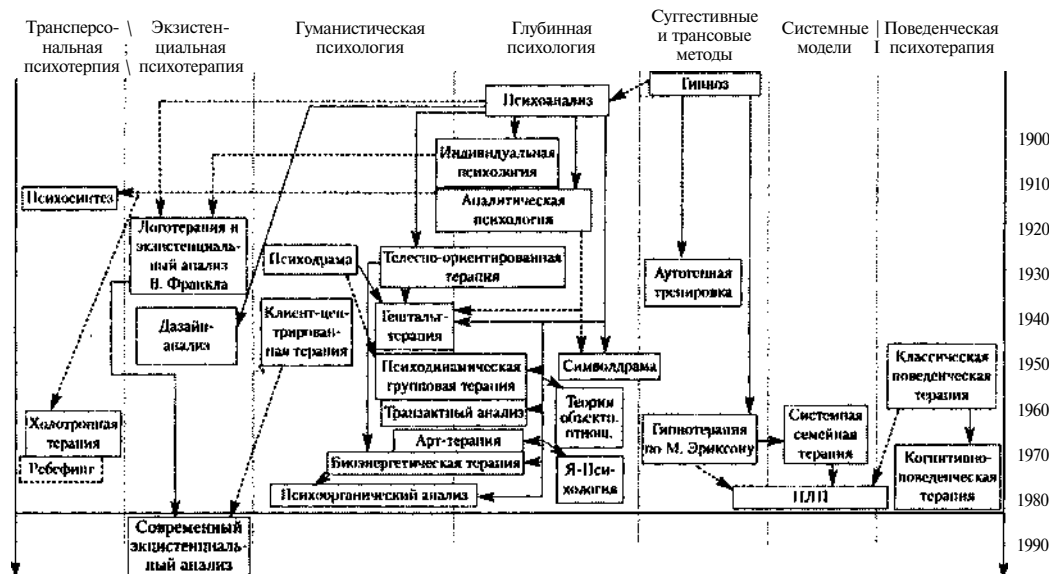 Трансперсо-
нальная
психотерпия
Экзистен-
циальная
психотерапия
Гуманистическая
психология
Глубинная
психология
Суггестивные
и трансовые
методы
Системные
модели
Поведенческая
психотерапия
Психоанализ
Гипноз
1900
Индивидуальная
психология
1910
Психосинтез
Аналитическая
психология
1920
Логотерапия и
экзистенциаль-
ный анализ
В. Франкла
Психодрама
Телесно-ориентированная
терапия
Аутогенная
тренировка
1930
Дазайн-
анализ
Клиент-цен-
трирован-
ная терапия
Гештальт-
терапия
1940
Психодинамическая
групповая терапия
Символдрама
Классическая
поведенческая
терапия
1950
Транзактный анализ
Теория
объектн.
отнош.
1960
Холотропная
терапия
Ребефинг
Арт-терапия
Биоэнергетическая терапия
Я-Пси-
хология
Гипнотерапия
по М. Эриксону
Системная
семейная
терапия
Когнитивно-
поведенческая
терапия
1970
Психоорганический анализ
НЛП
1980
Современный
экцистенциаль-
ный анализ
1990